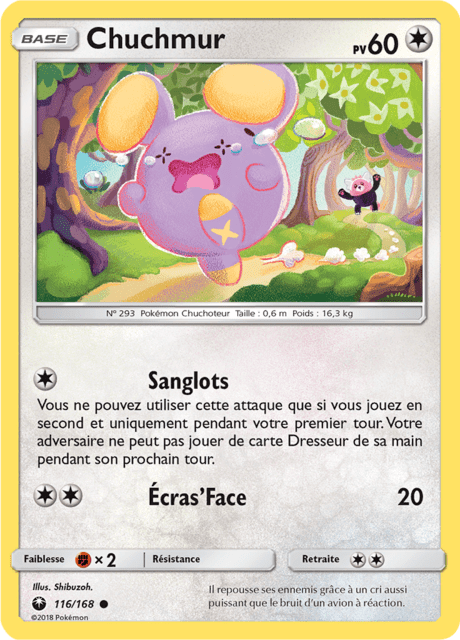 BASE Chuchmur PV60
N° 293 Pokémon Chuchoteur Taille : 0,6 m Poids : 16,3 kg
Sanglots
Vous ne pouvez utiliser cette attaque que si vous jouez en
second et uniquement pendant votre premier tour. Votre
adversaire ne peut pas jouer de carte Dresseur de sa main
pendant son prochain tour.
Écras'Face 20
Faiblesse ×2 Résistance Retraite
Illus. Shibuzoh.
116/168
©2018 Pokémon
Il repousse ses ennemis grâce à un cri aussi
puissant que le bruit d'un avion à réaction.